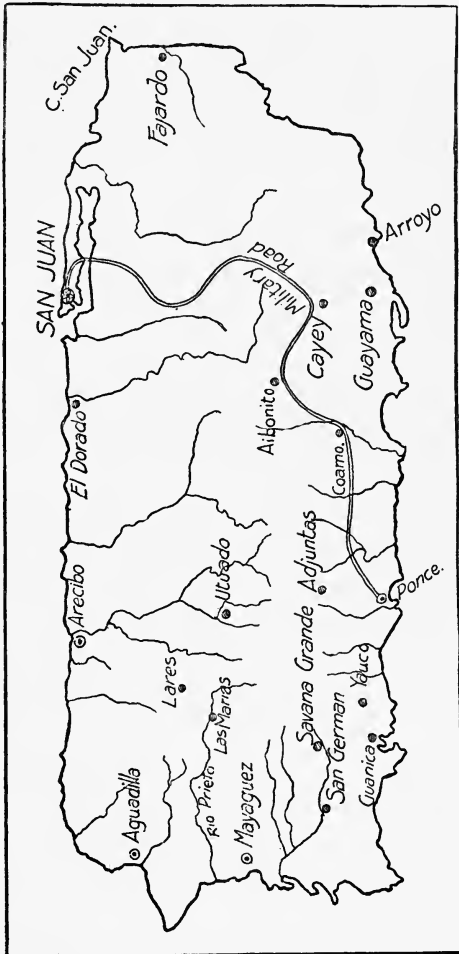 C. San Juan.
Fajardo
SAN JUAN
Military
Road
Arroyo
Cayey
Guayama
Aibonito
El Dorado
Coamo.
Arecibo
Utuado
Adjuntas
Ponce.
Lares
Las Marias
Savana Grande
Yauco
San German
Guanica
Rio Prieto
Aguadilla
Mayaguez